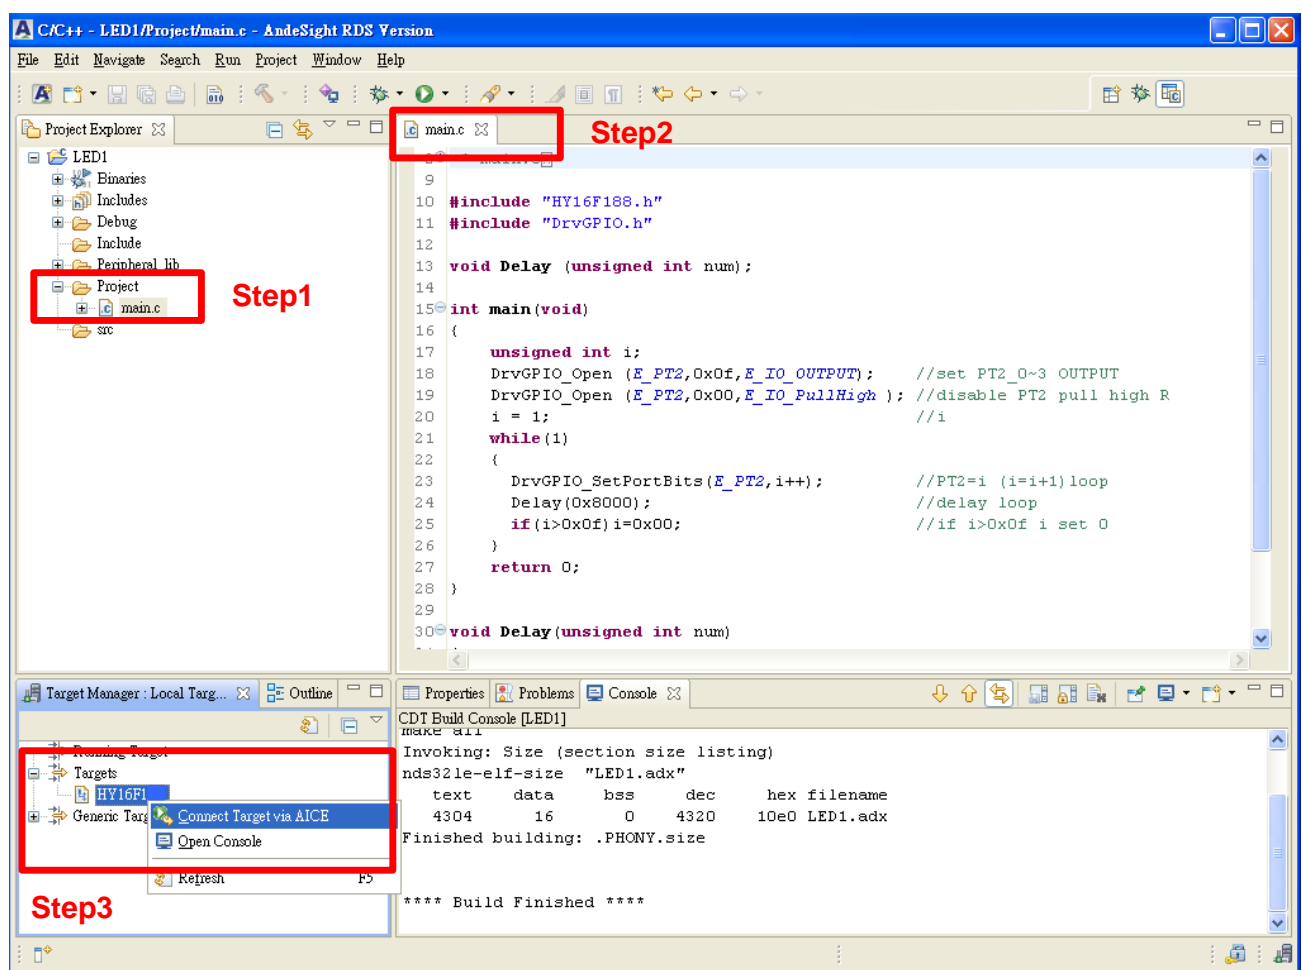 C/C++ - LED1/Project/main.c - AndeSight RDS Version
File Edit Navigate Search Run Project Window Help
Project Explorer
main.c
Step2
LED1
Binaries
Includes
Debug
Include
Peripheral_lib
Project
main.c
src
Step1
9
10 #include "HY16F188.h"
11 #include "DrvGPIO.h"
12
13 void Delay (unsigned int num);
14
15 int main(void)
16 {
17 unsigned int i;
18 DrvGPIO_Open (E_PT2,0x0f,E_IO_OUTPUT); //set PT2_0~3 OUTPUT
19 DrvGPIO_Open (E_PT2,0x00,E_IO_PullHigh ); //disable PT2 pull high R
20 i = 1; //i
21 while(1)
22 {
23 DrvGPIO_SetPortBits(E_PT2,i++); //PT2=i (i=i+1)loop
24 Delay(0x8000); //delay loop
25 if(i>0x0f)i=0x00; //if i>0x0f i set 0
26 }
27 return 0;
28 }
29
30 void Delay(unsigned int num)
Target Manager : Local Targ... Outline
Running Target
Targets
HY16F1
Generic Targ
Connect Target via AICE
Open Console
Refresh F5
Step3
Properties Problems Console
CDT Build Console [LED1]
make all
Invoking: Size (section size listing)
nds32le-elf-size "LED1.adx"
text data bss dec hex filename
4304 16 0 4320 10e0 LED1.adx
Finished building: .PHONY.size
**** Build Finished ****